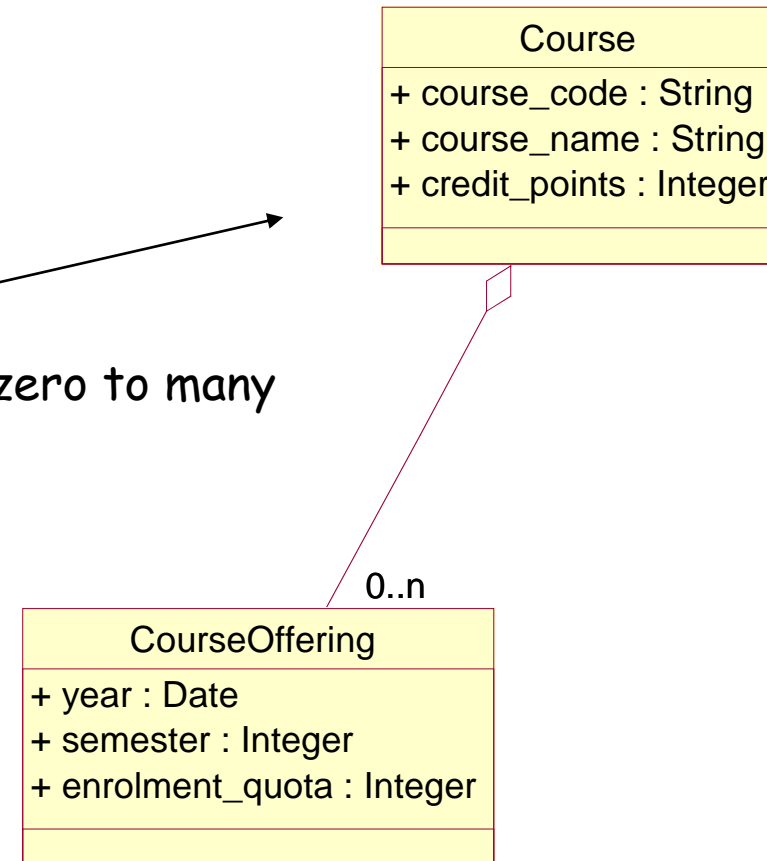 Course
+ course_code : String
+ course_name : String
+ credit_points : Integer
zero to many
0..n
CourseOffering
+ year : Date
+ semester : Integer
+ enrolment_quota : Integer